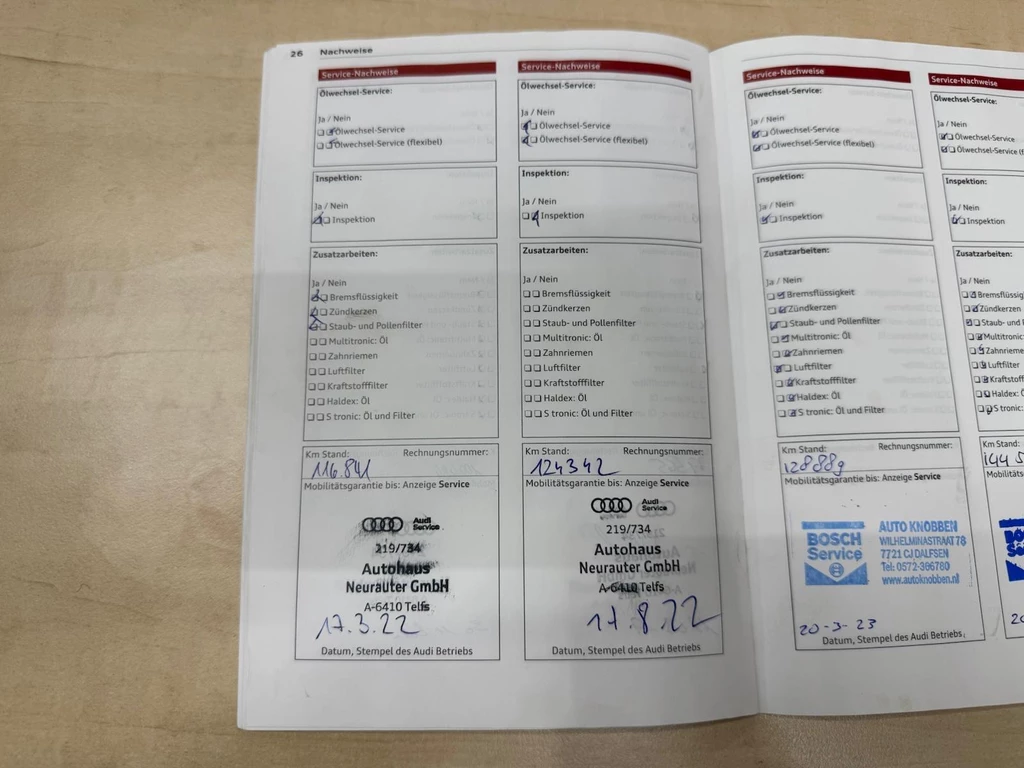 26 Nachweise
Service-Nachweise
Ölwechsel-Service:
Ja / Nein
Ölwechsel-Service
Ölwechsel-Service (flexibel)
Inspektion:
Ja / Nein
Inspektion
Zusatzarbeiten:
Ja / Nein
Bremsflüssigkeit
Zündkerzen
Staub- und Pollenfilter
Multitronic: Öl
Zahnriemen
Luftfilter
Kraftstofffilter
Haldex: Öl
S tronic: Öl und Filter
Km Stand: Rechnungsnummer:
116.841
Mobilitätsgarantie bis: Anzeige Service
Audi
Service
219/734
Autohaus
Neurauter GmbH
A-6410 Telfs
17.3.22
Datum, Stempel des Audi Betriebs
Service-Nachweise
Ölwechsel-Service:
Ja / Nein
Ölwechsel-Service
Ölwechsel-Service (flexibel)
Inspektion:
Ja / Nein
Inspektion
Zusatzarbeiten:
Ja / Nein
Bremsflüssigkeit
Zündkerzen
Staub- und Pollenfilter
Multitronic: Öl
Zahnriemen
Luftfilter
Kraftstofffilter
Haldex: Öl
S tronic: Öl und Filter
Km Stand: Rechnungsnummer:
124342
Mobilitätsgarantie bis: Anzeige Service
Audi
Service
219/734
Autohaus
Neurauter GmbH
A-6410 Telfs
17.8.22
Datum, Stempel des Audi Betriebs
Service-Nachweise
Ölwechsel-Service:
Ja / Nein
Ölwechsel-Service
Ölwechsel-Service (flexibel)
Inspektion:
Ja / Nein
Inspektion
Zusatzarbeiten:
Ja / Nein
Bremsflüssigkeit
Zündkerzen
Staub- und Pollenfilter
Multitronic: Öl
Zahnriemen
Luftfilter
Kraftstofffilter
Haldex: Öl
S tronic: Öl und Filter
Km Stand: Rechnungsnummer:
128889
Mobilitätsgarantie bis: Anzeige Service
BOSCH
Service
AUTO KNOBBEN
WILHELMINASTRAAT 78
7721 CJ DALFSEN
Tel: 0572-366760
www.autoknobben.nl
20-3-23
Datum, Stempel des Audi Betriebs
Service-Nachweise
Ölwechsel-Service:
Ja / Nein
Ölwechsel-Service
Ölwechsel-Service
Inspektion:
Ja / Nein
Inspektion
Zusatzarbeiten:
Ja / Nein
Zündkerzen
Staub- und
Multitronic:
Luftfilter
Haldex: Öl
S tronic:
Km Stand: